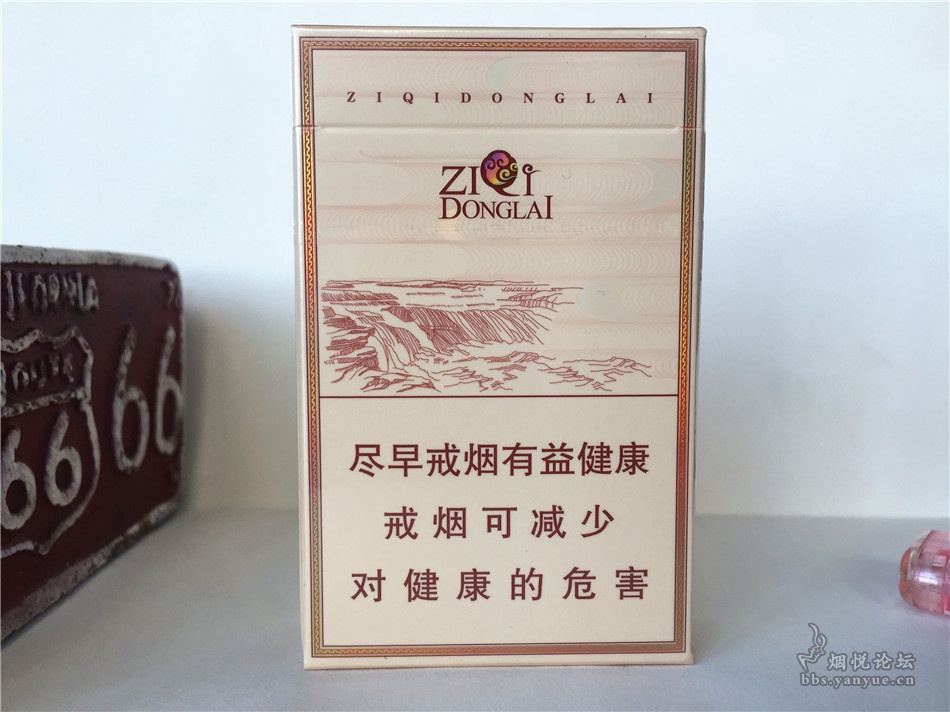 ZIQIDONGLAI
ZIQI
DONGLAI
尽早戒烟有益健康
戒烟可减少
对健康的危害
66
66
烟悦论坛
bbs.yanyue.cn